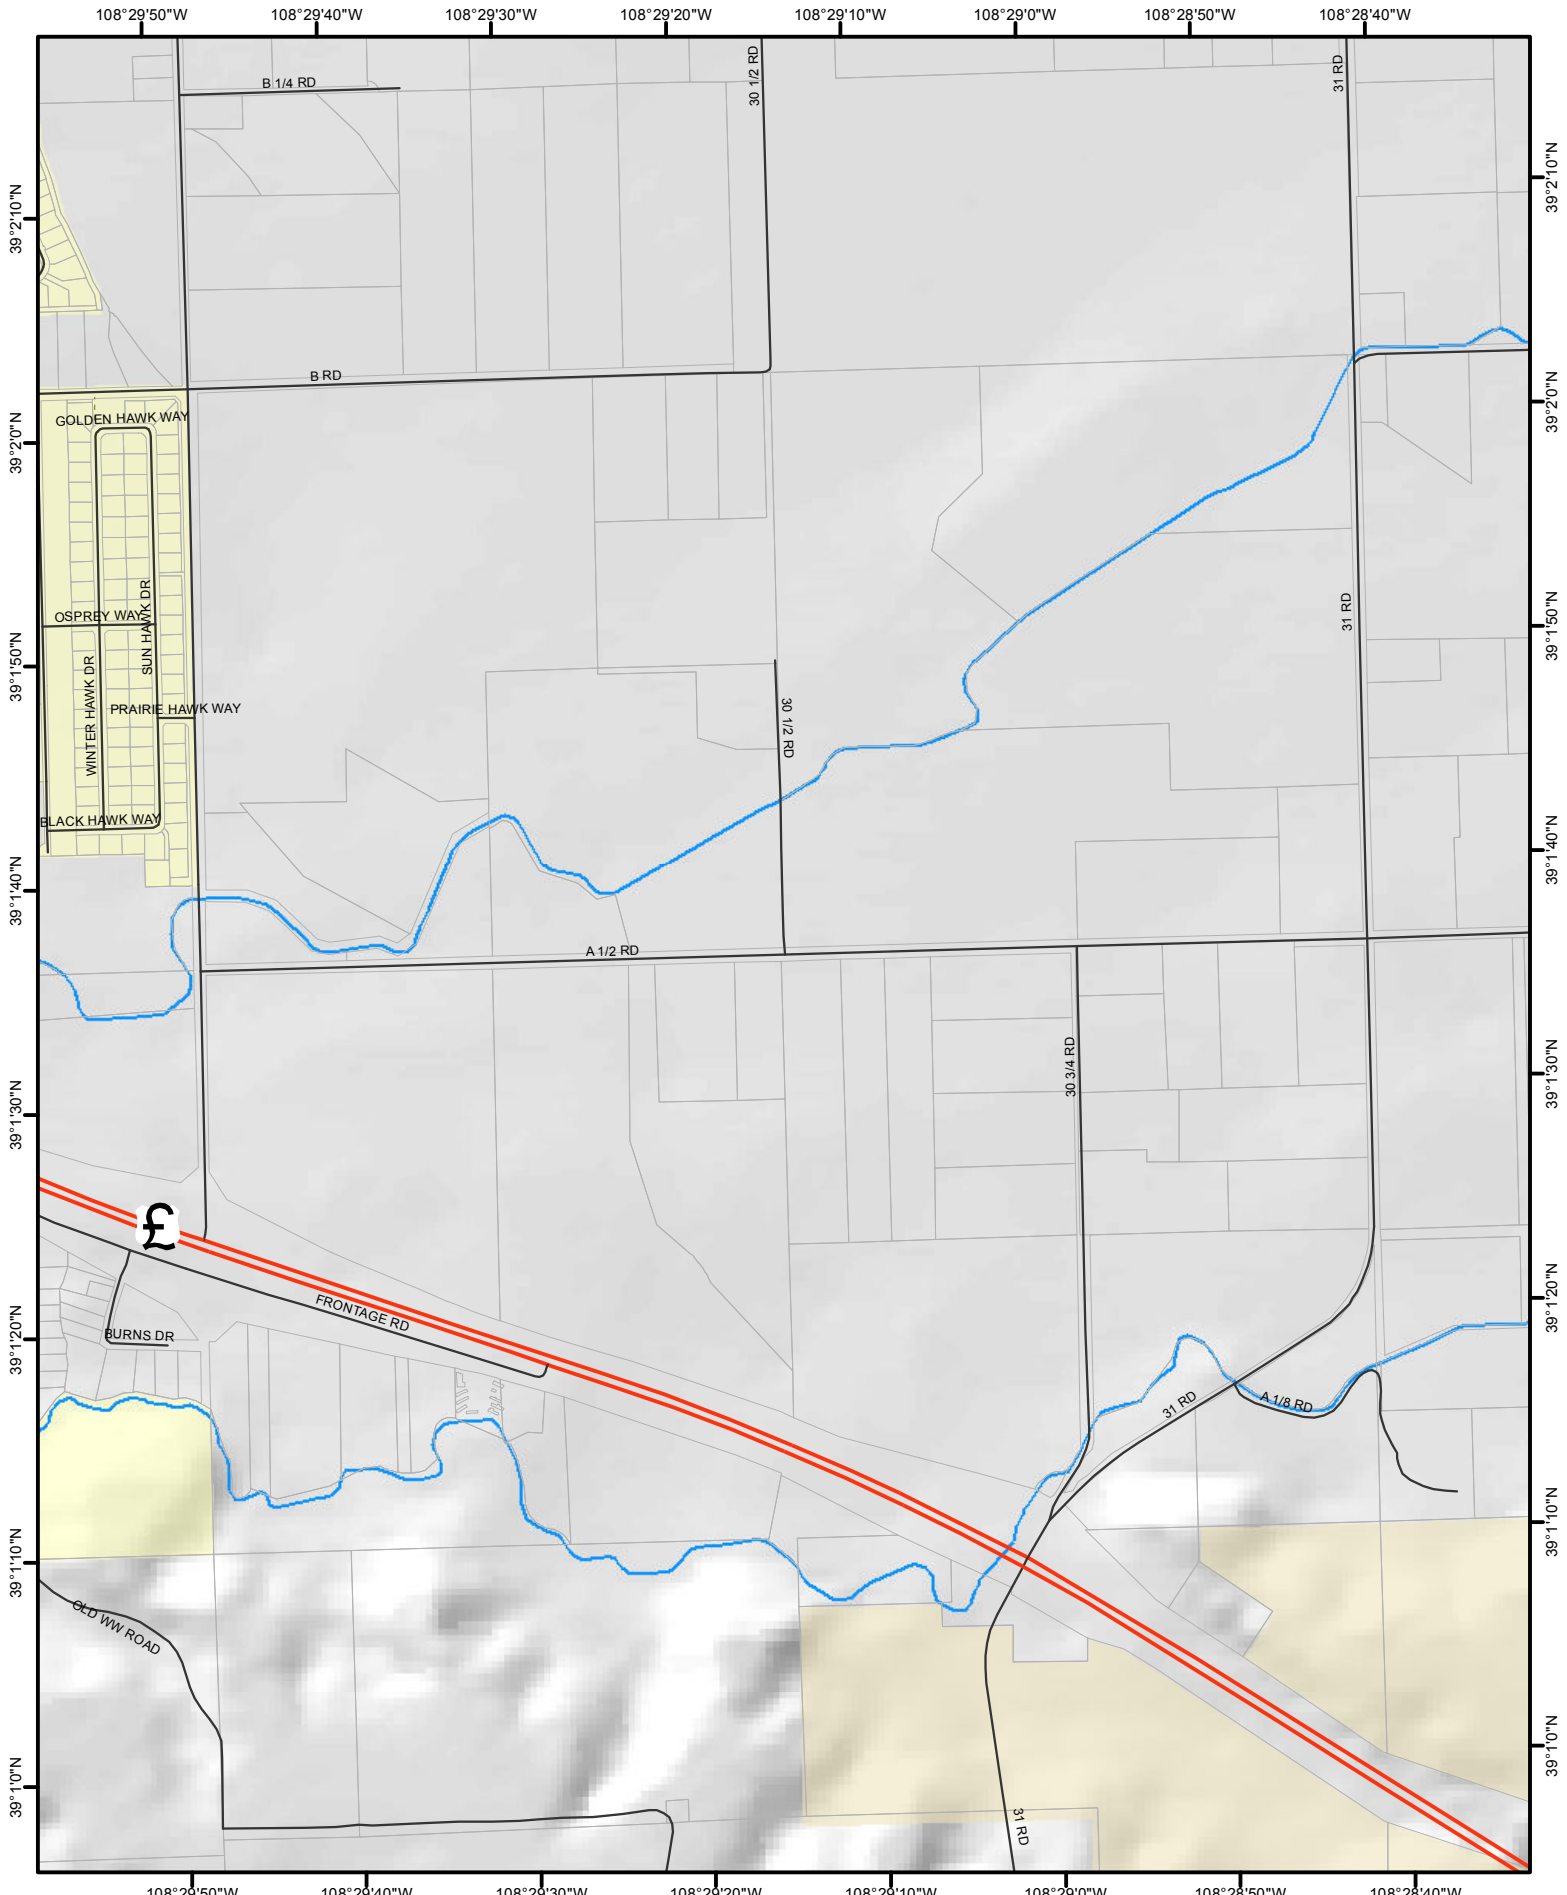 108°29'50"W 108°29'40"W 108°29'30"W 108°29'20"W 108°29'10"W 108°29'0"W 108°28'50"W 108°28'40"W
B 1/4 RD
30 1/2 RD
31 RD
39°2'10"N
39°2'10"N
B RD
GOLDEN HAWK WAY
39°2'0"N
39°2'0"N
OSPREY WAY
SUN HAWK DR
31 RD
39°1'50"N
39°1'50"N
WINTER HAWK DR
PRAIRIE HAWK WAY
30 1/2 RD
BLACK HAWK WAY
39°1'40"N
39°1'40"N
A 1/2 RD
30 3/4 RD
39°1'30"N
39°1'30"N
£
FRONTAGE RD
BURNS DR
39°1'20"N
39°1'20"N
31 RD
A 1/8 RD
39°1'10"N
39°1'10"N
OLD WW ROAD
39°1'0"N
39°1'0"N
31 RD
108°29'50"W 108°29'40"W 108°29'30"W 108°29'20"W 108°29'10"W 108°29'0"W 108°28'50"W 108°28'40"W